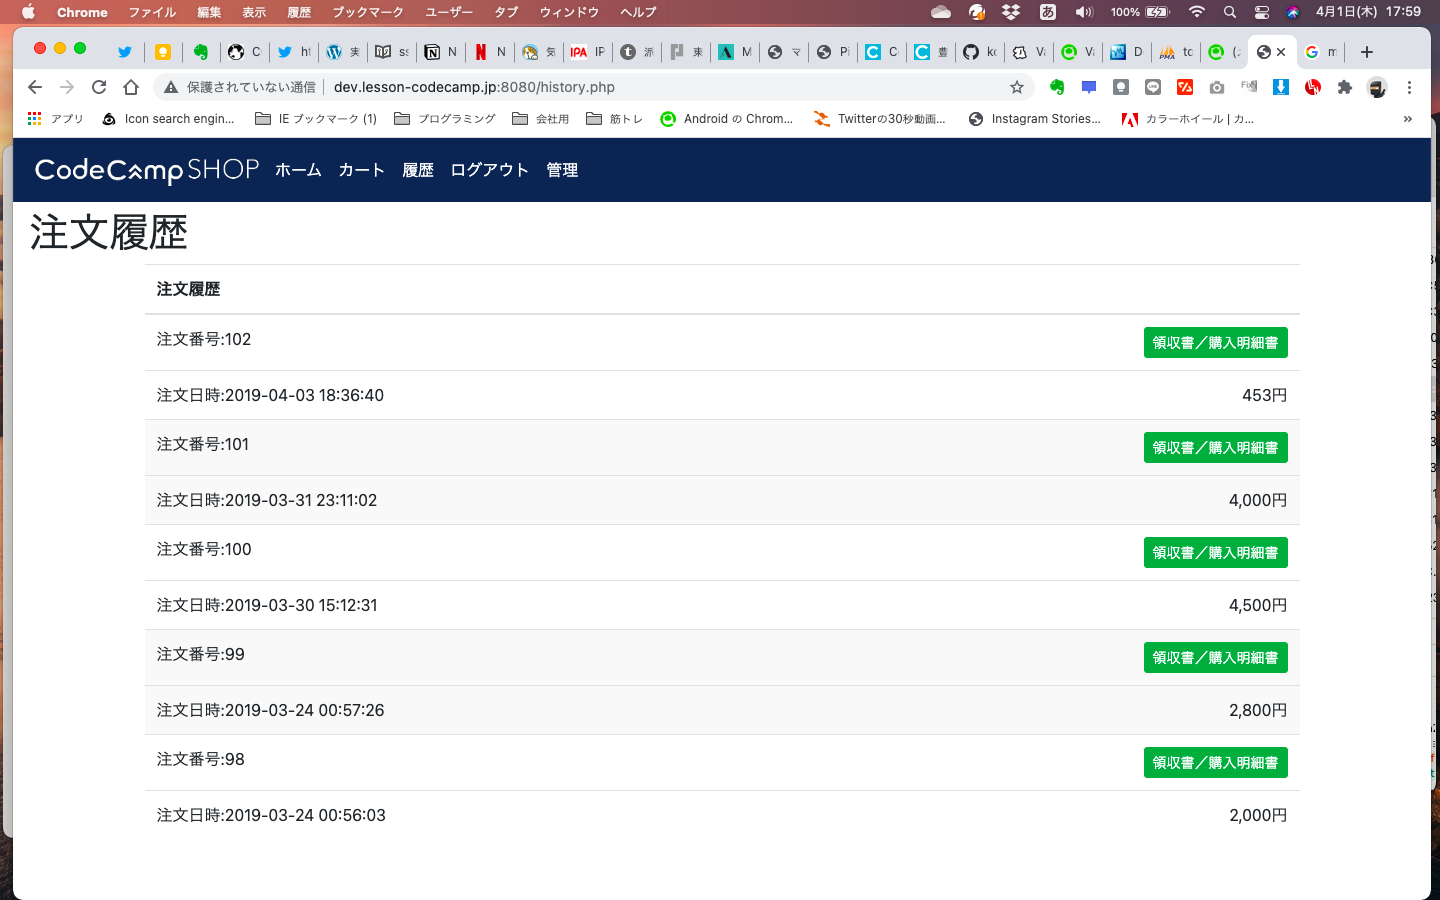 Chrome ファイル 編集 表示 履歴 ブックマーク ユーザー タブ ウィンドウ ヘルプ あ 100% 4月1日(木) 17:59
保護されていない通信 dev.lesson-codecamp.jp:8080/history.php
アプリ Icon search engin... IE ブックマーク (1) プログラミング 会社用 筋トレ Android の Chrom... Twitterの30秒動画... Instagram Stories... カラーホイール | カ... »
CodeCamp SHOP ホーム カート 履歴 ログアウト 管理
注文履歴
注文履歴
注文番号:102 領収書／購入明細書
注文日時:2019-04-03 18:36:40 453円
注文番号:101 領収書／購入明細書
注文日時:2019-03-31 23:11:02 4,000円
注文番号:100 領収書／購入明細書
注文日時:2019-03-30 15:12:31 4,500円
注文番号:99 領収書／購入明細書
注文日時:2019-03-24 00:57:26 2,800円
注文番号:98 領収書／購入明細書
注文日時:2019-03-24 00:56:03 2,000円